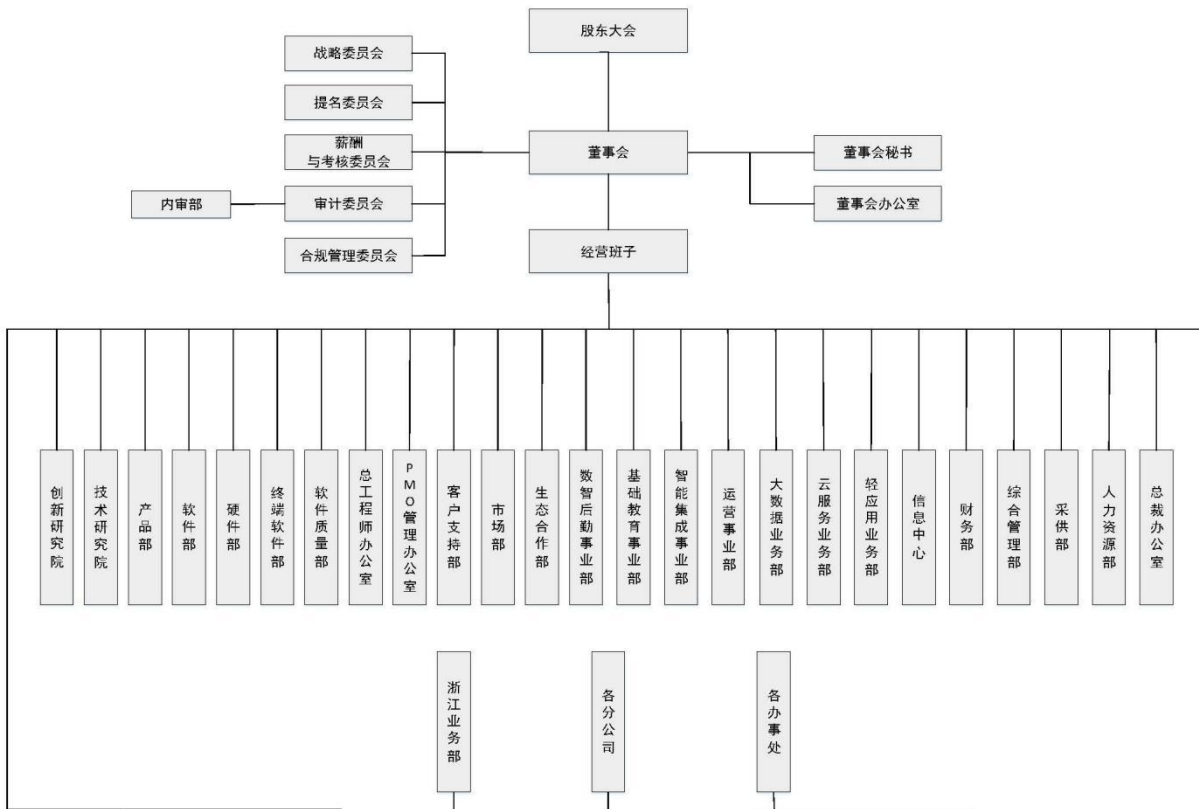 股东大会
战略委员会
提名委员会
薪酬
与考核委员会
董事会
董事会秘书
内审部
审计委员会
董事会办公室
合规管理委员会
经营班子
创新研究院
技术研究院
产品部
软件部
硬件部
终端软件部
软件质量部
总工程师办公室
PMO管理办公室
客户支持部
市场部
生态合作部
数智后勤事业部
基础教育事业部
智能集成事业部
运营事业部
大数据业务部
云服务业务部
轻应用业务部
信息中心
财务部
综合管理部
采供部
人力资源部
总裁办公室
浙江业务部
各分公司
各办事处